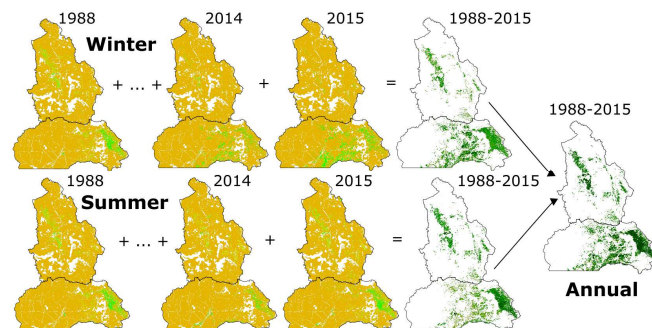 1988 2014 2015 1988-2015
Winter
+ ... + + =
1988-2015
1988 2014 2015 1988-2015
Summer
+ ... + + =
Annual